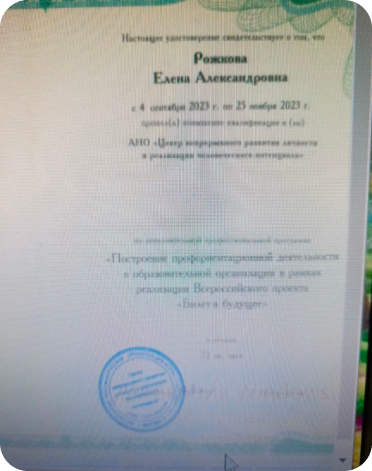 Настоящее удостоверение свидетельствует о том, что
Рожкова
Елена Александровна
с 4 сентября 2023 г. по 25 ноября 2023 г.
прошел(а) повышение квалификации в (на)
АНО «Центр непрерывного развития личности
и реализации человеческого потенциала»
по дополнительной профессиональной программе
«Построение профориентационной деятельности
в образовательной организации в рамках
реализации Всероссийского проекта
«Билет в будущее»